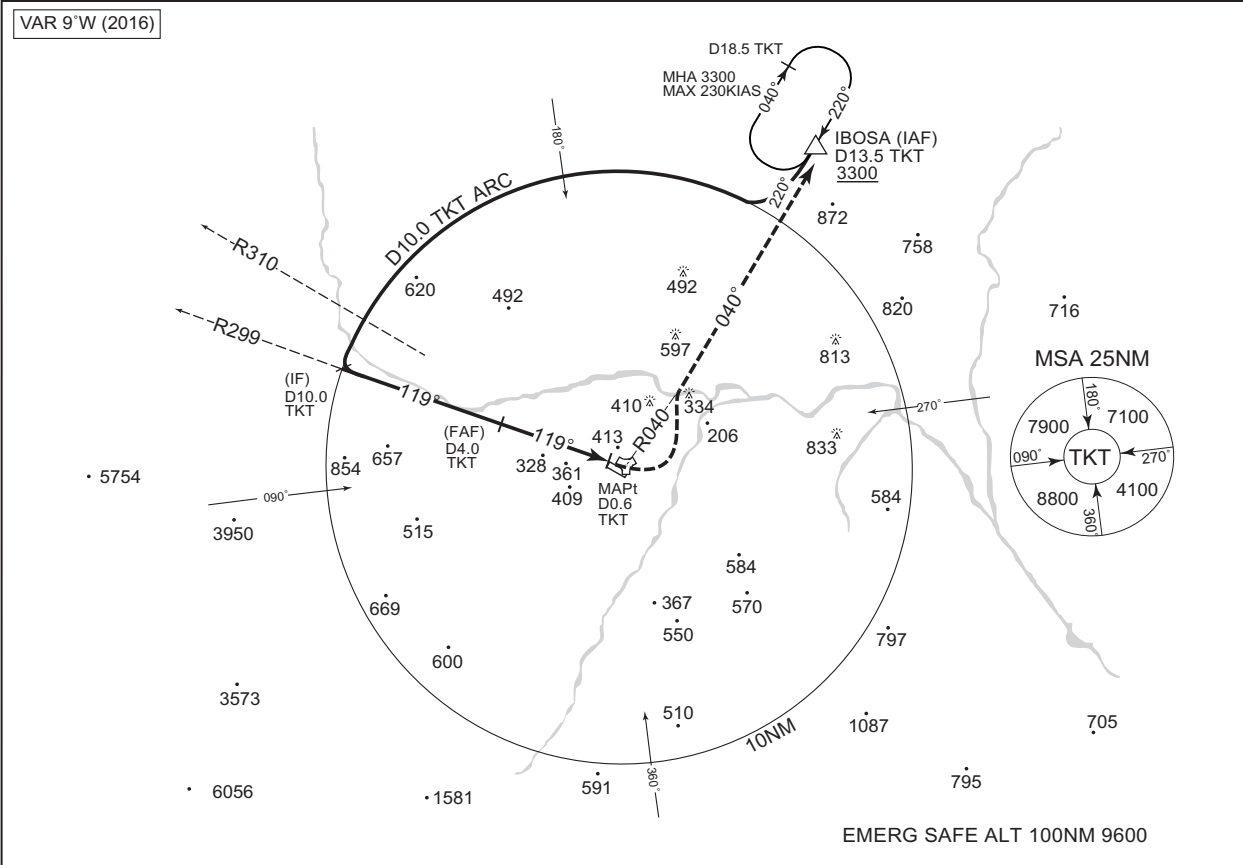 VAR 9°W (2016)
D18.5 TKT
MHA 3300
MAX 230KIAS
040°
220°
IBOSA (IAF)
D13.5 TKT
3300
180°
D10.0 TKT ARC
220°
872
758
R310
620
492
492
040°
820
716
R299
597
813
MSA 25NM
(IF)
D10.0
TKT
119°
410
334
270°
180°
7900
7100
R040
(FAF)
D4.0
TKT
119°
413
206
833
090°
TKT
270°
854
657
328
361
409
MAPt
D0.6
TKT
5754
090°
584
8800
4100
360°
3950
515
584
669
367
570
550
797
600
3573
510
10NM
1087
705
360°
591
795
6056
1581
EMERG SAFE ALT 100NM 9600